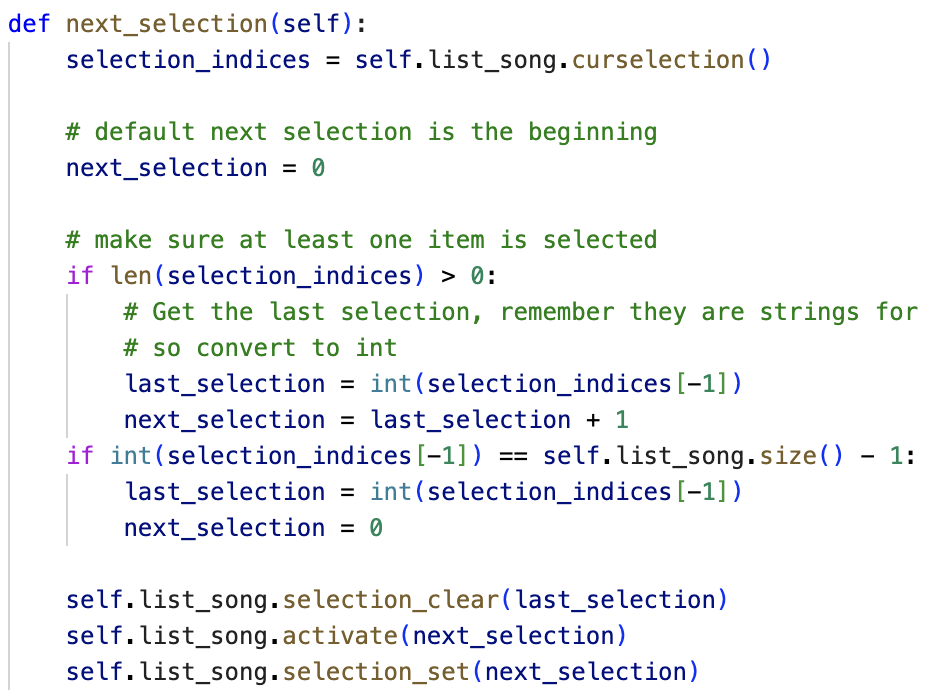 def next_selection(self):
    selection_indices = self.list_song.curselection()

    # default next selection is the beginning
    next_selection = 0

    # make sure at least one item is selected
    if len(selection_indices) > 0:
        # Get the last selection, remember they are strings for
        # so convert to int
        last_selection = int(selection_indices[-1])
        next_selection = last_selection + 1
    if int(selection_indices[-1]) == self.list_song.size() - 1:
        last_selection = int(selection_indices[-1])
        next_selection = 0

    self.list_song.selection_clear(last_selection)
    self.list_song.activate(next_selection)
    self.list_song.selection_set(next_selection)